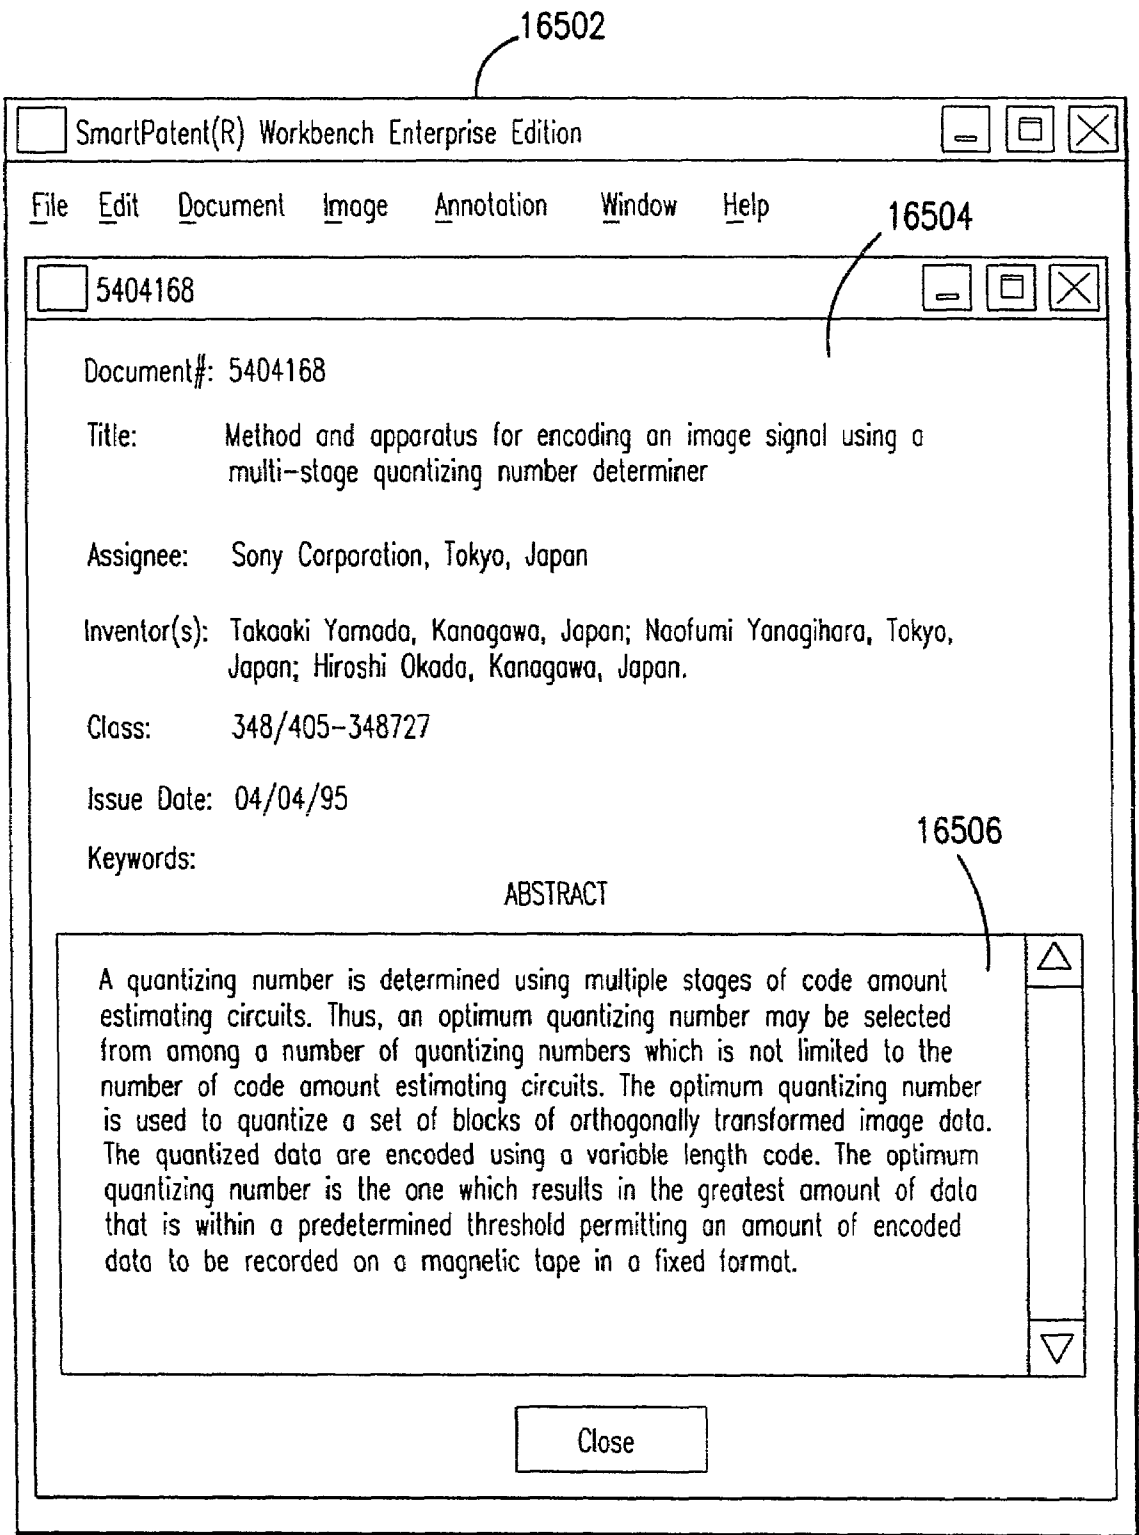 16502
SmartPatent(R) Workbench Enterprise Edition
File Edit Document Image Annotation Window Help
16504
5404168
Document#: 5404168
Title: Method and apparatus for encoding an image signal using a
multi-stage quantizing number determiner
Assignee: Sony Corporation, Tokyo, Japan
Inventor(s): Takaaki Yamada, Kanagawa, Japan; Naofumi Yanagihara, Tokyo,
Japan; Hiroshi Okada, Kanagawa, Japan.
Class: 348/405-348727
Issue Date: 04/04/95
16506
Keywords:
ABSTRACT
A quantizing number is determined using multiple stages of code amount
estimating circuits. Thus, an optimum quantizing number may be selected
from among a number of quantizing numbers which is not limited to the
number of code amount estimating circuits. The optimum quantizing number
is used to quantize a set of blocks of orthogonally transformed image data.
The quantized data are encoded using a variable length code. The optimum
quantizing number is the one which results in the greatest amount of data
that is within a predetermined threshold permitting an amount of encoded
data to be recorded on a magnetic tape in a fixed format.
Close